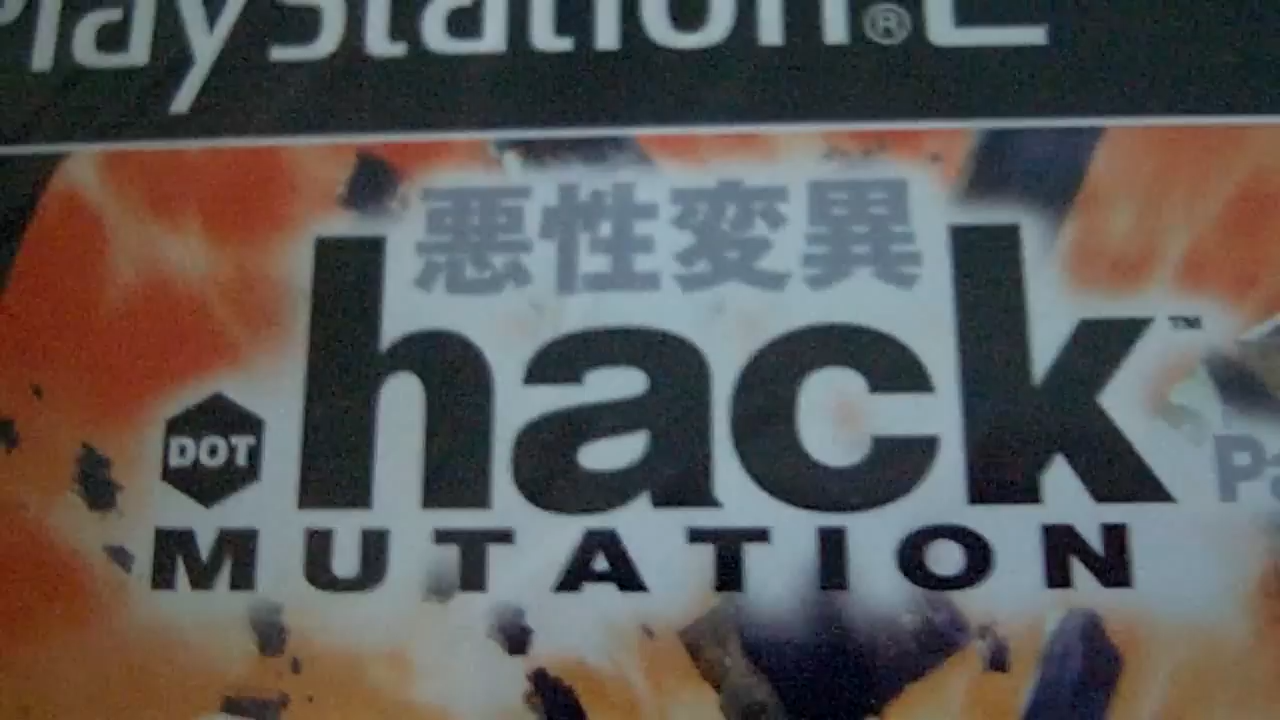 PlayStation®2
悪性変異
hack™
DOT
MUTATION